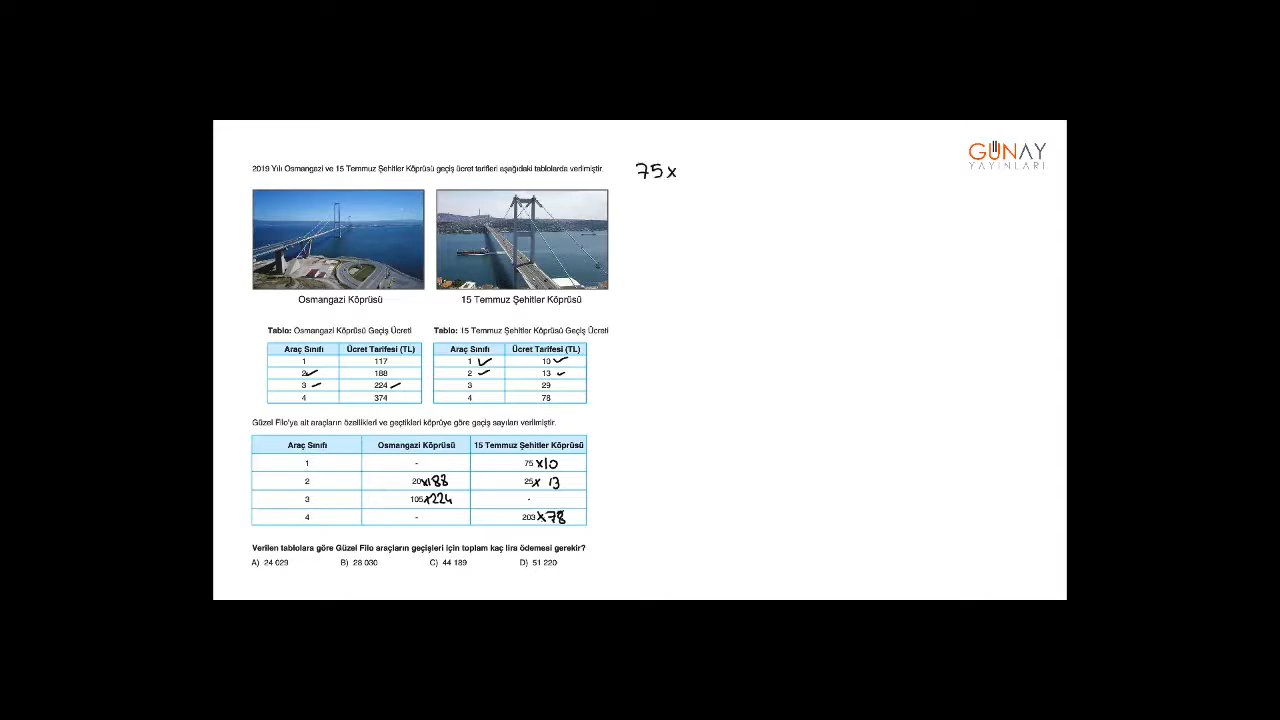 GÜNAY
YAYINLARI
2019 Yılı Osmangazi ve 15 Temmuz Şehitler Köprüsü geçiş ücret tarifleri aşağıdaki tablolarda verilmiştir.
75x
Osmangazi Köprüsü
15 Temmuz Şehitler Köprüsü
Tablo: Osmangazi Köprüsü Geçiş Ücreti
Araç Sınıfı Ücret Tarifesi (TL)
1 117
2 188
3 224
4 374
Tablo: 15 Temmuz Şehitler Köprüsü Geçiş Ücreti
Araç Sınıfı Ücret Tarifesi (TL)
1 10
2 13
3 29
4 78
Güzel Filo'ya ait araçların özellikleri ve geçtikleri köprüye göre geçiş sayıları verilmiştir.
Araç Sınıfı Osmangazi Köprüsü 15 Temmuz Şehitler Köprüsü
1 - 75x10
2 20x188 25x 13
3 105x224 -
4 - 203x78
Verilen tablolara göre Güzel Filo araçların geçişleri için toplam kaç lira ödemesi gerekir?
A) 24 029 B) 28 030 C) 44 189 D) 51 220